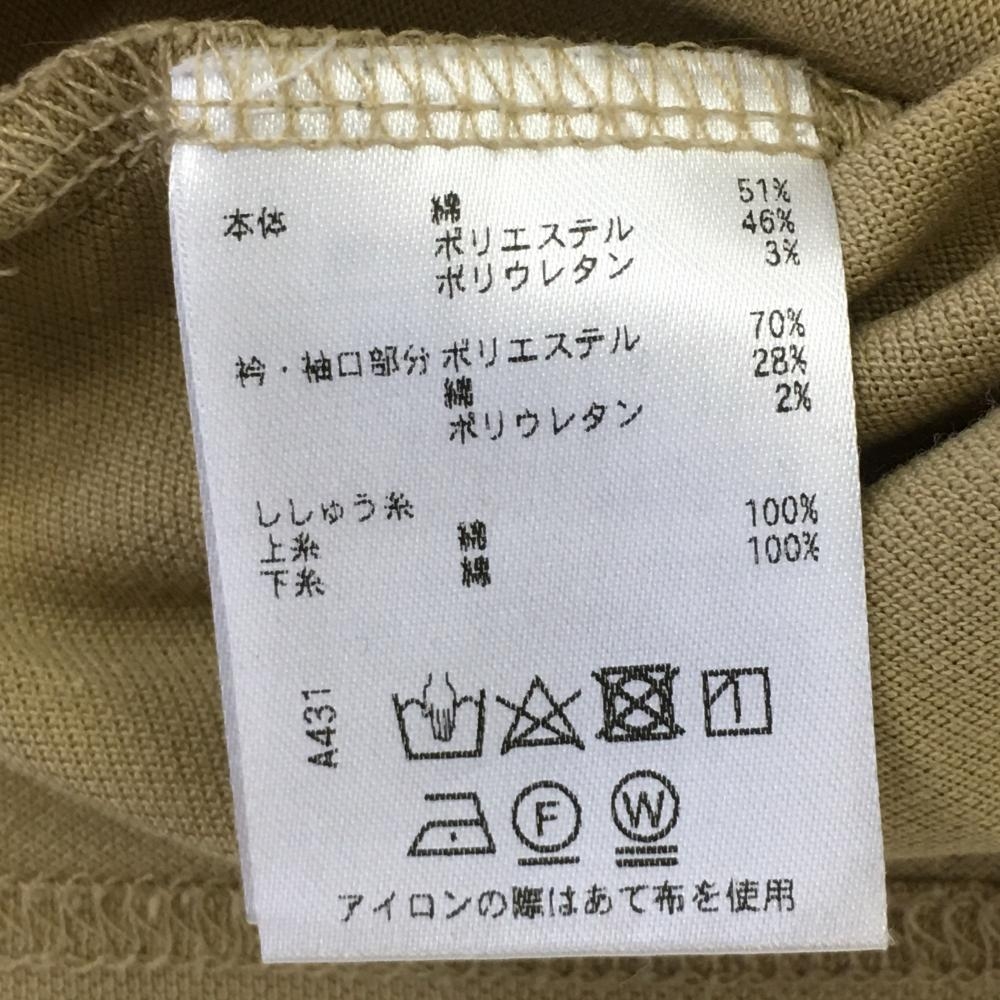 本体 綿 51%
ポリエステル 46%
ポリウレタン 3%
衿・袖口部分 ポリエステル 70%
綿 28%
ポリウレタン 2%
ししゅう糸
上糸 綿 100%
下糸 綿 100%
A431
F W
アイロンの際はあて布を使用